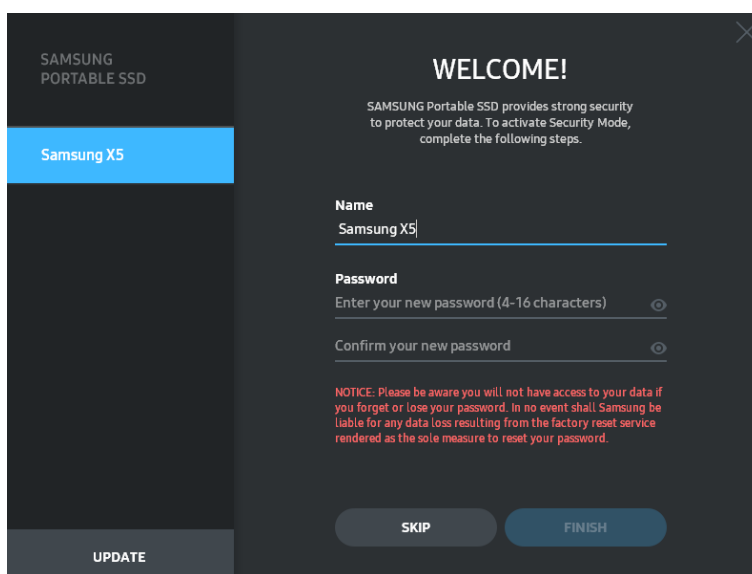 SAMSUNG
PORTABLE SSD
Samsung X5
UPDATE
WELCOME!
SAMSUNG Portable SSD provides strong security
to protect your data. To activate Security Mode,
complete the following steps.
Name
Samsung X5
Password
Enter your new password (4-16 characters)
Confirm your new password
NOTICE: Please be aware you will not have access to your data if
you forget or lose your password. In no event shall Samsung be
liable for any data loss resulting from the factory reset service
rendered as the sole measure to reset your password.
SKIP
FINISH